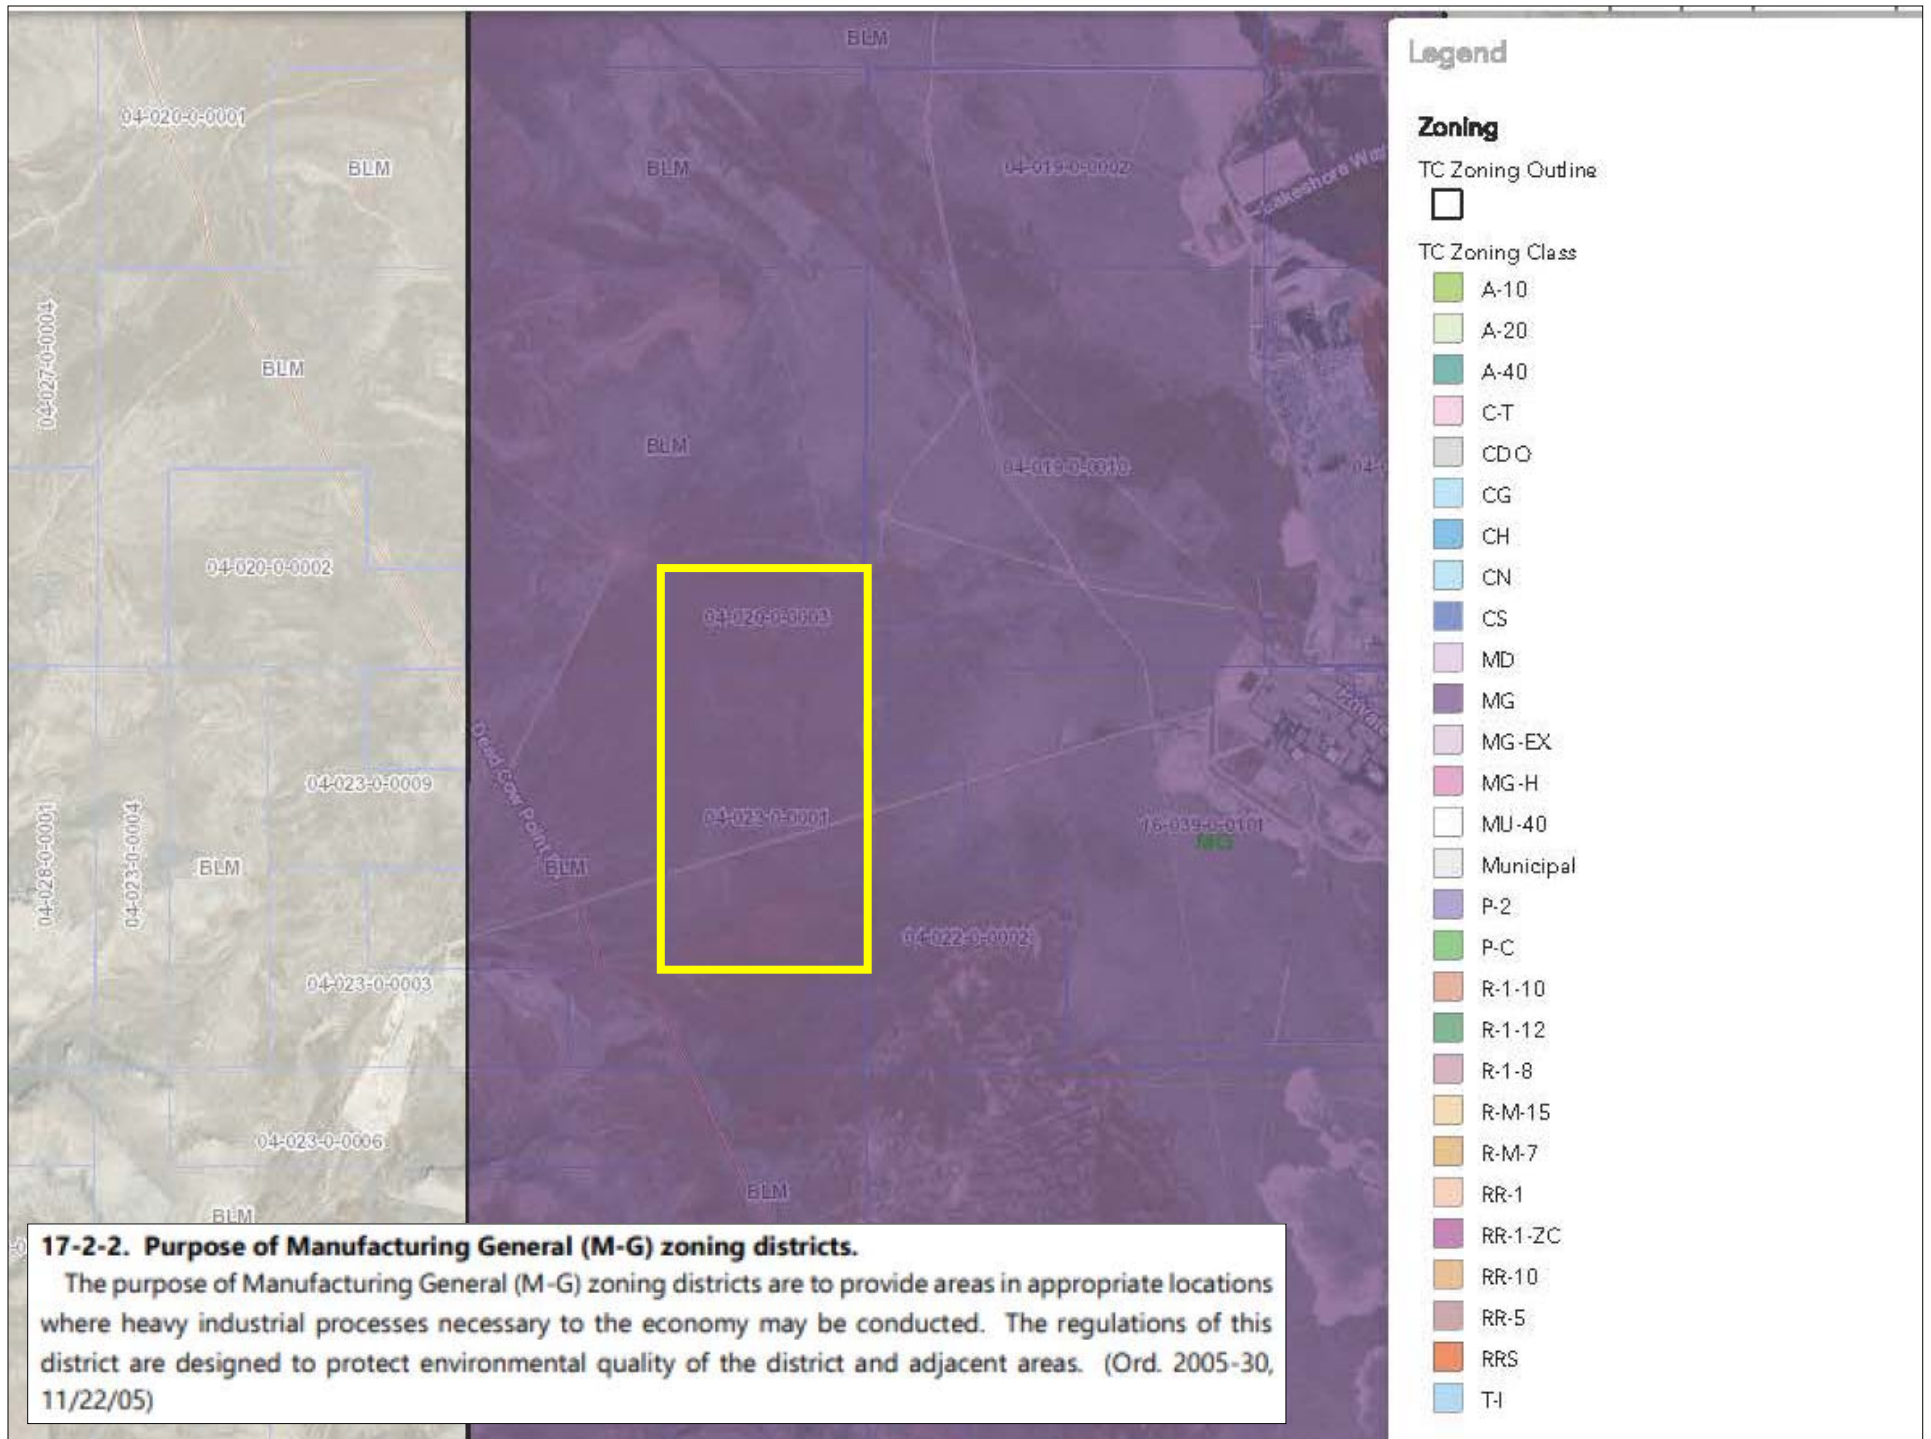 BLM
04-020-0-0001
BLM
BLM
04-019-0-0002
Lakeshore Way
04-027-0-0004
BLM
BLM
04-019-0-0010
04-020-0-0002
04-020-0-0003
Dead Cow Point
04-023-0-0009
04-028-0-0001
04-023-0-0004
04-023-0-0001
16-039-0-0101
MG
BLM
BLM
04-022-0-0002
04-023-0-0003
04-023-0-0006
BLM
BLM
17-2-2. Purpose of Manufacturing General (M-G) zoning districts.
The purpose of Manufacturing General (M-G) zoning districts are to provide areas in appropriate locations
where heavy industrial processes necessary to the economy may be conducted. The regulations of this
district are designed to protect environmental quality of the district and adjacent areas. (Ord. 2005-30,
11/22/05)
Legend
Zoning
TC Zoning Outline
TC Zoning Class
A-10
A-20
A-40
C-T
CDO
CG
CH
CN
CS
MD
MG
MG-EX
MG-H
MU-40
Municipal
P-2
P-C
R-1-10
R-1-12
R-1-8
R-M-15
R-M-7
RR-1
RR-1-ZC
RR-10
RR-5
RRS
T-I